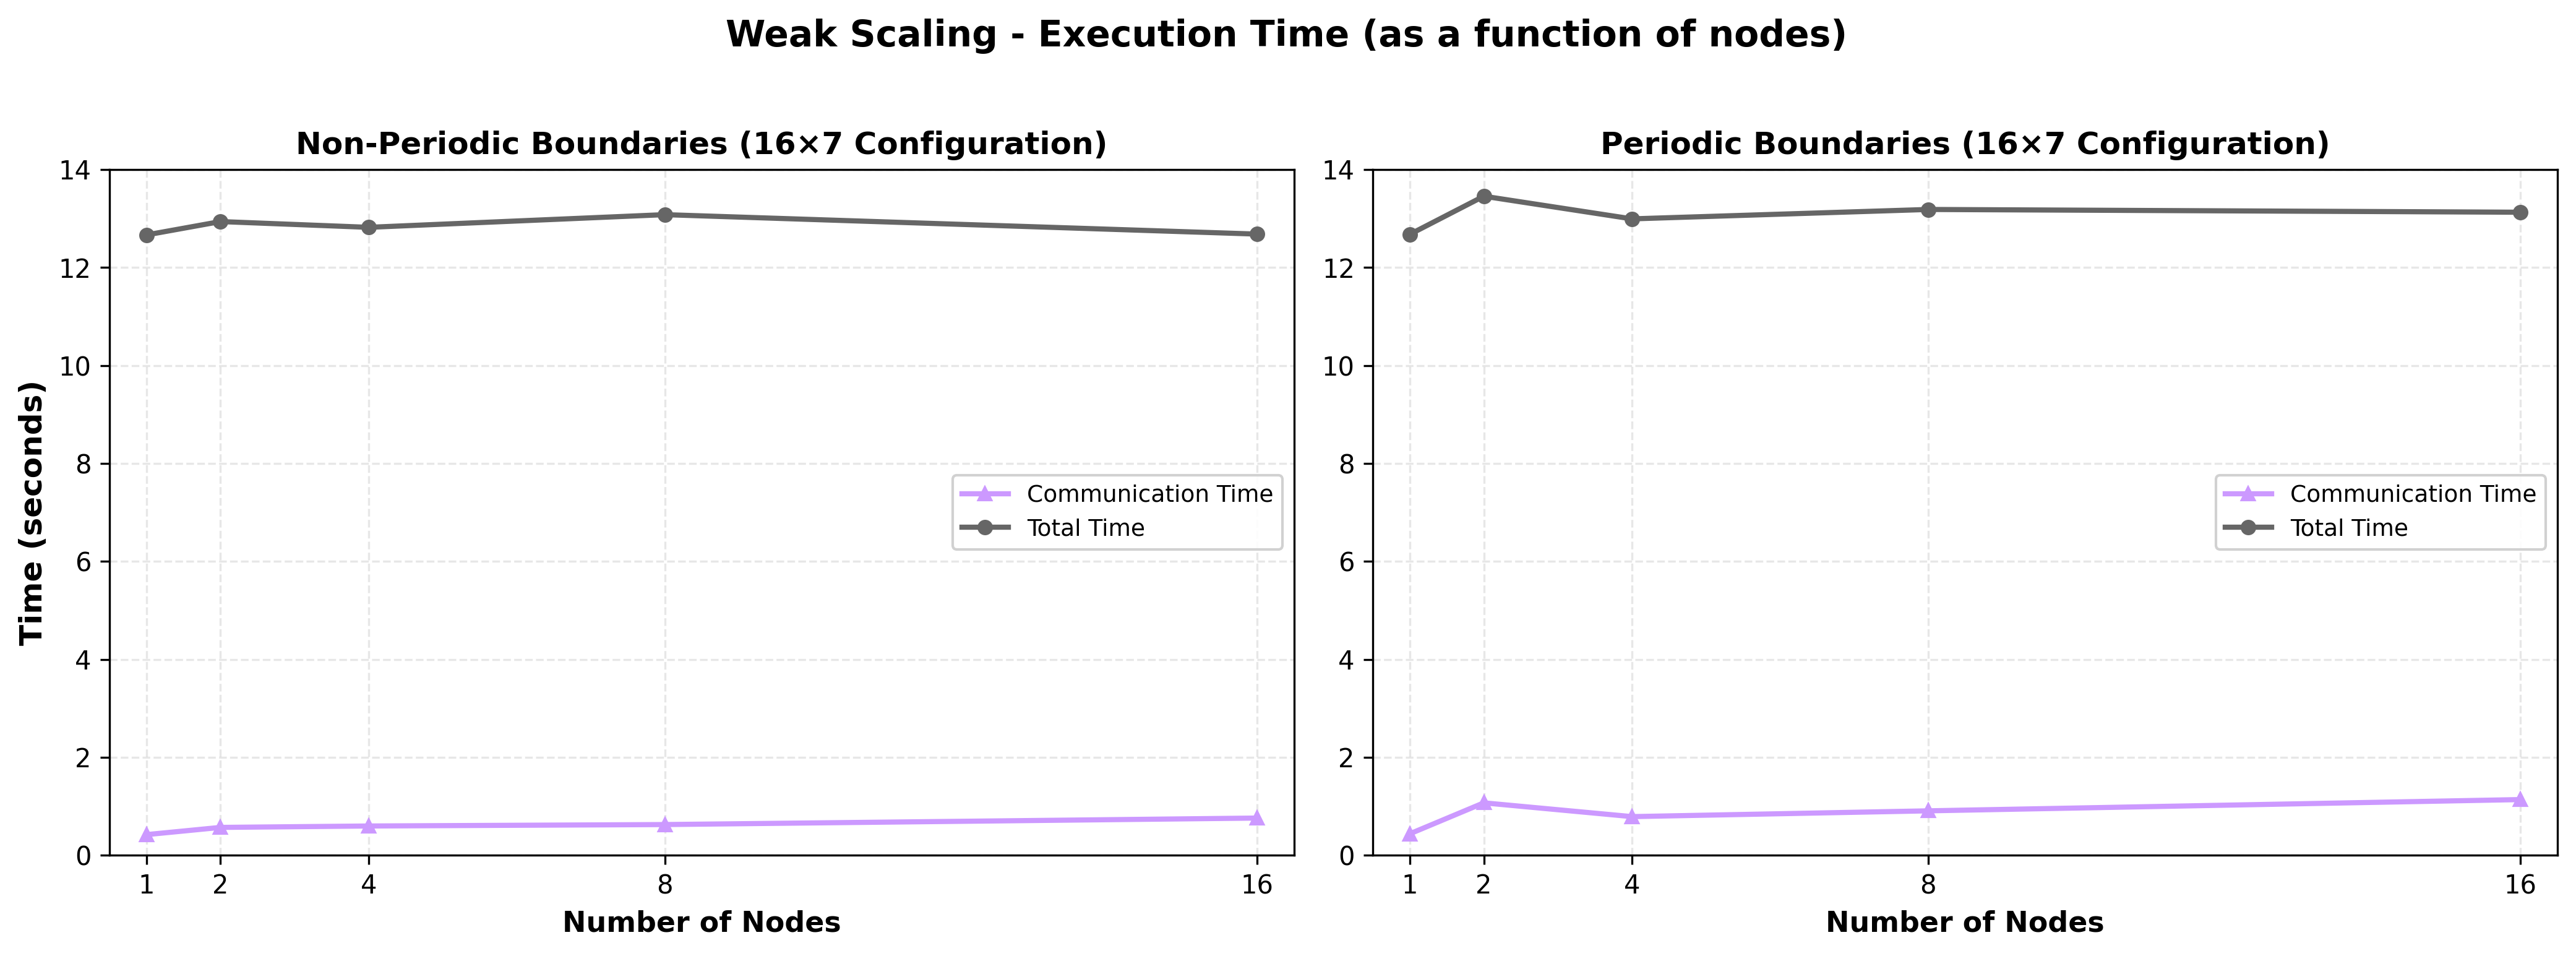 Weak Scaling - Execution Time (as a function of nodes)
Non-Periodic Boundaries (16×7 Configuration)
14
12
10
8
6
4
2
0
Time (seconds)
Communication Time
Total Time
1 2 4 8 16
Number of Nodes
Periodic Boundaries (16×7 Configuration)
14
12
10
8
6
4
2
0
Communication Time
Total Time
1 2 4 8 16
Number of Nodes